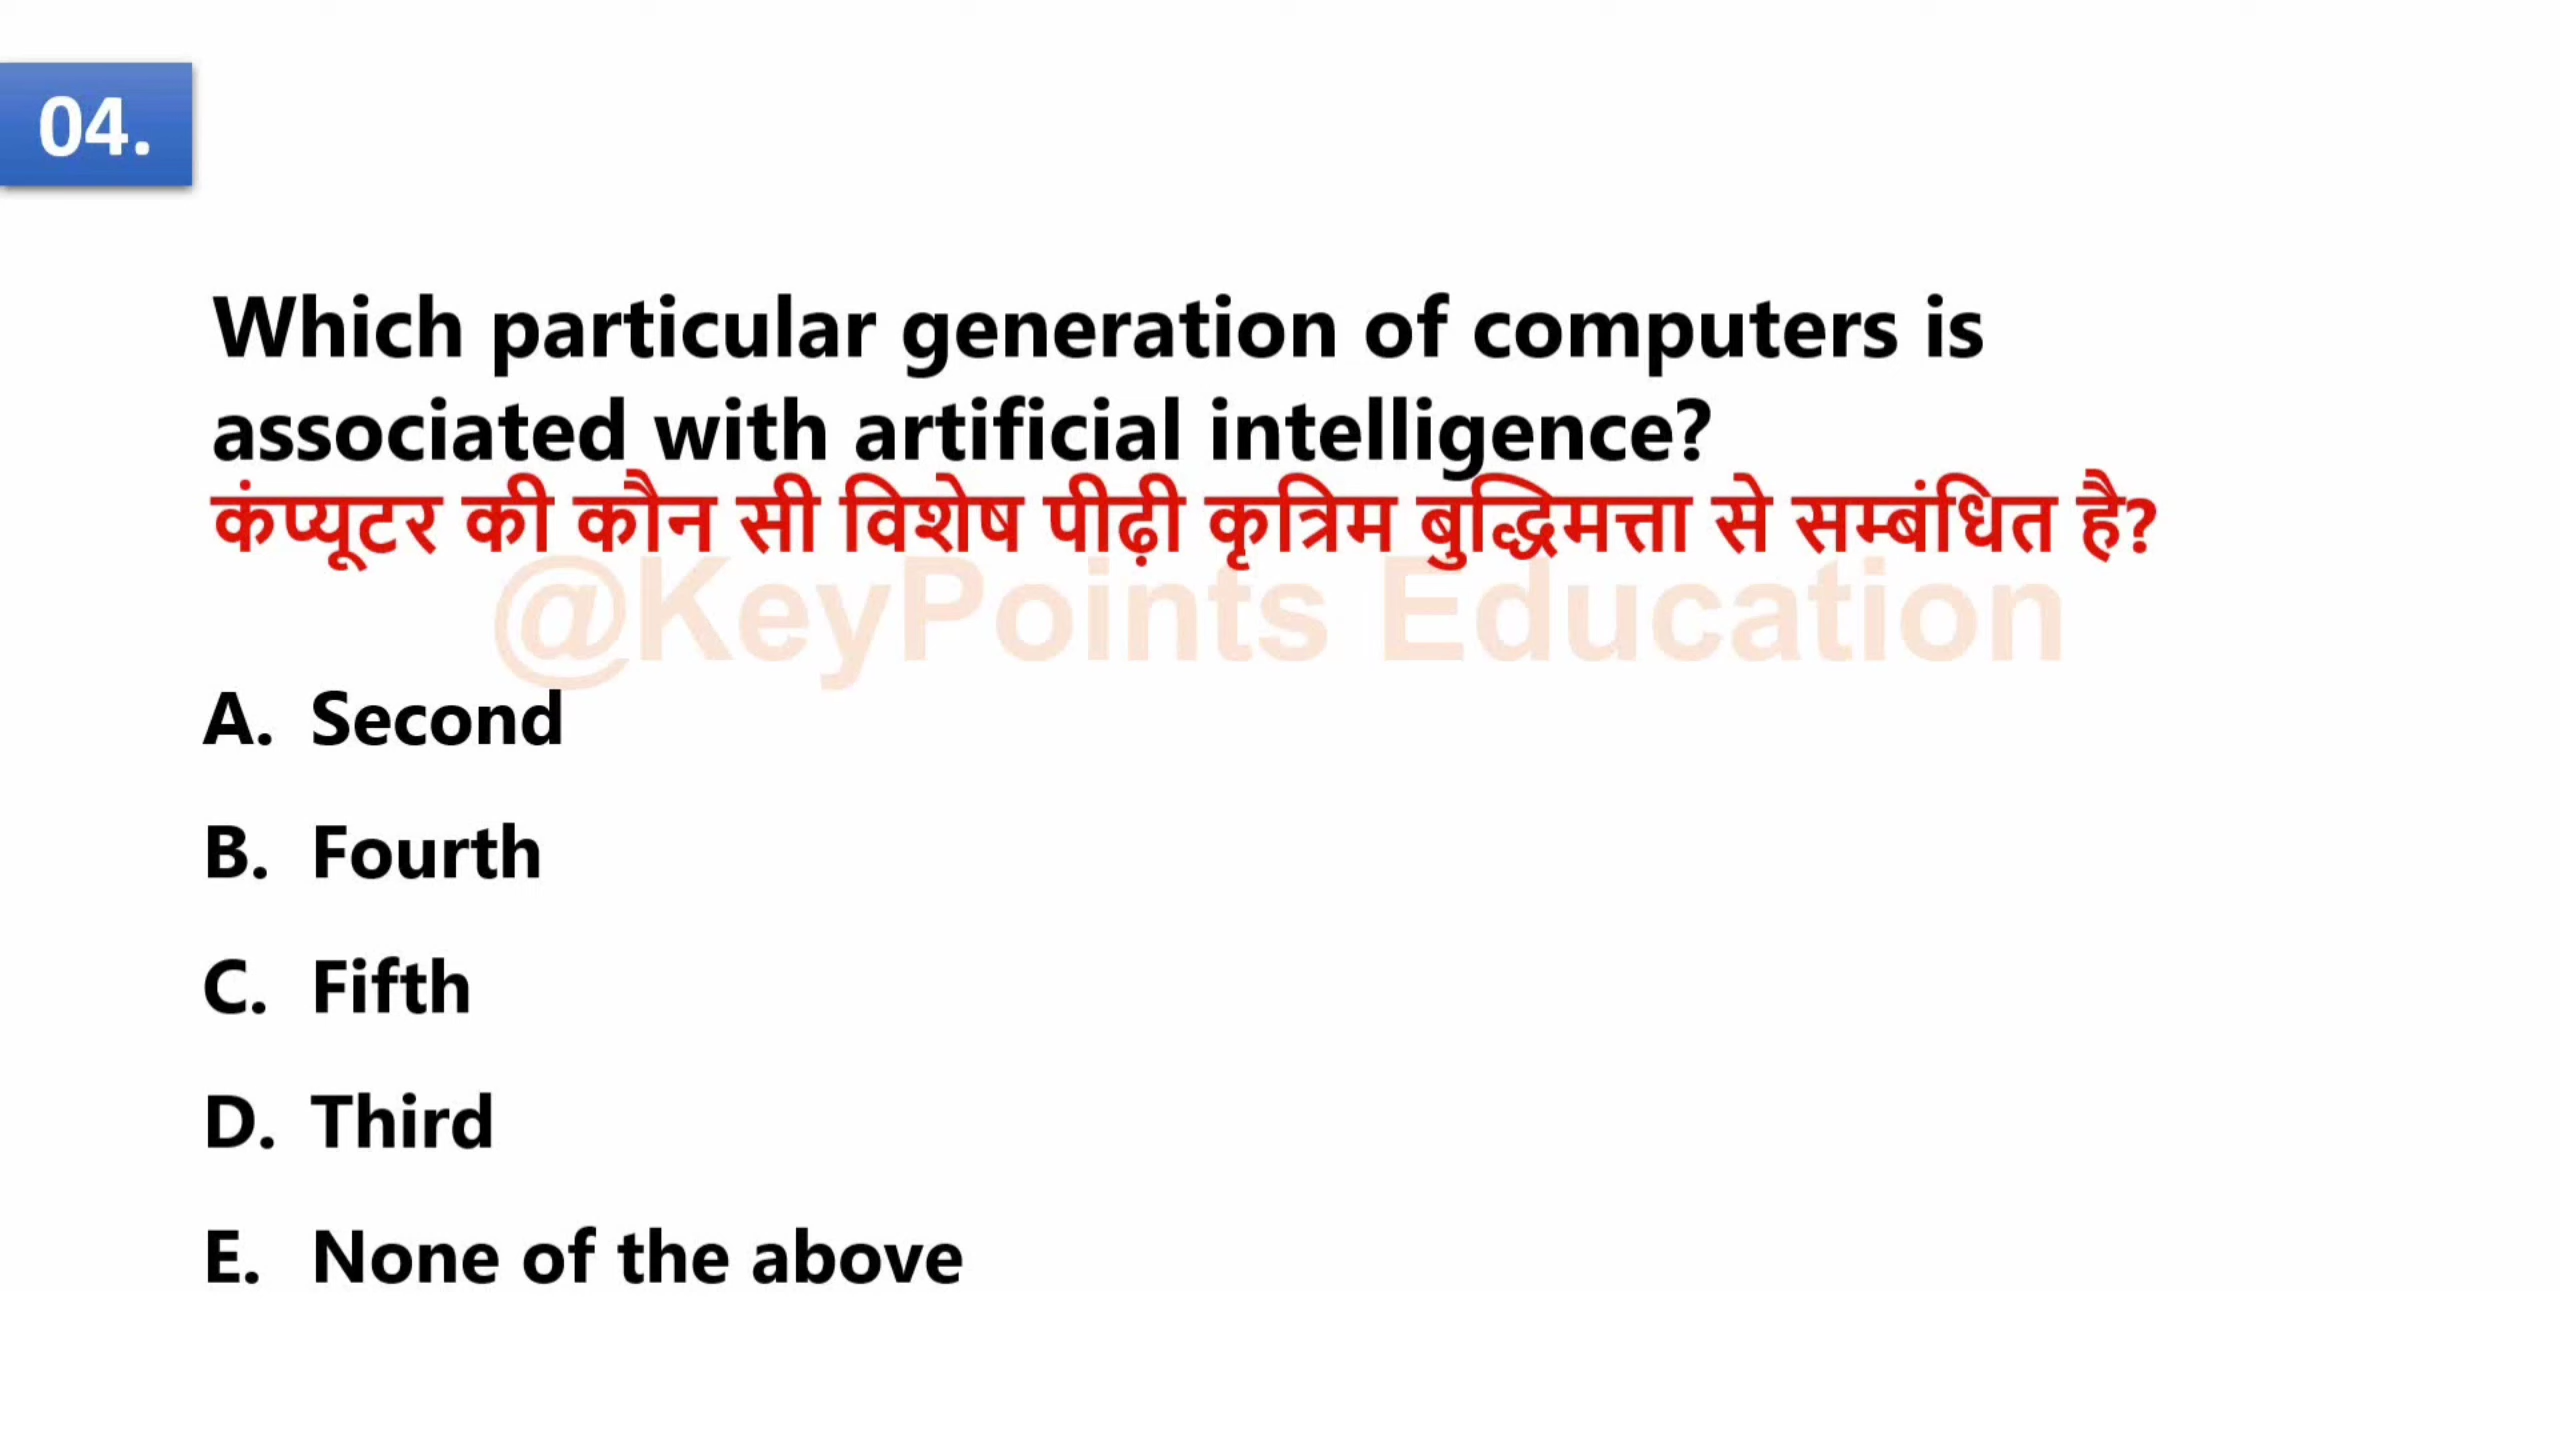 04.
Which particular generation of computers is
associated with artificial intelligence?
कंप्यूटर की कौन सी विशेष पीढ़ी कृत्रिम बुद्धिमत्ता से सम्बंधित है?
@KeyPoints Education
A. Second
B. Fourth
C. Fifth
D. Third
E. None of the above